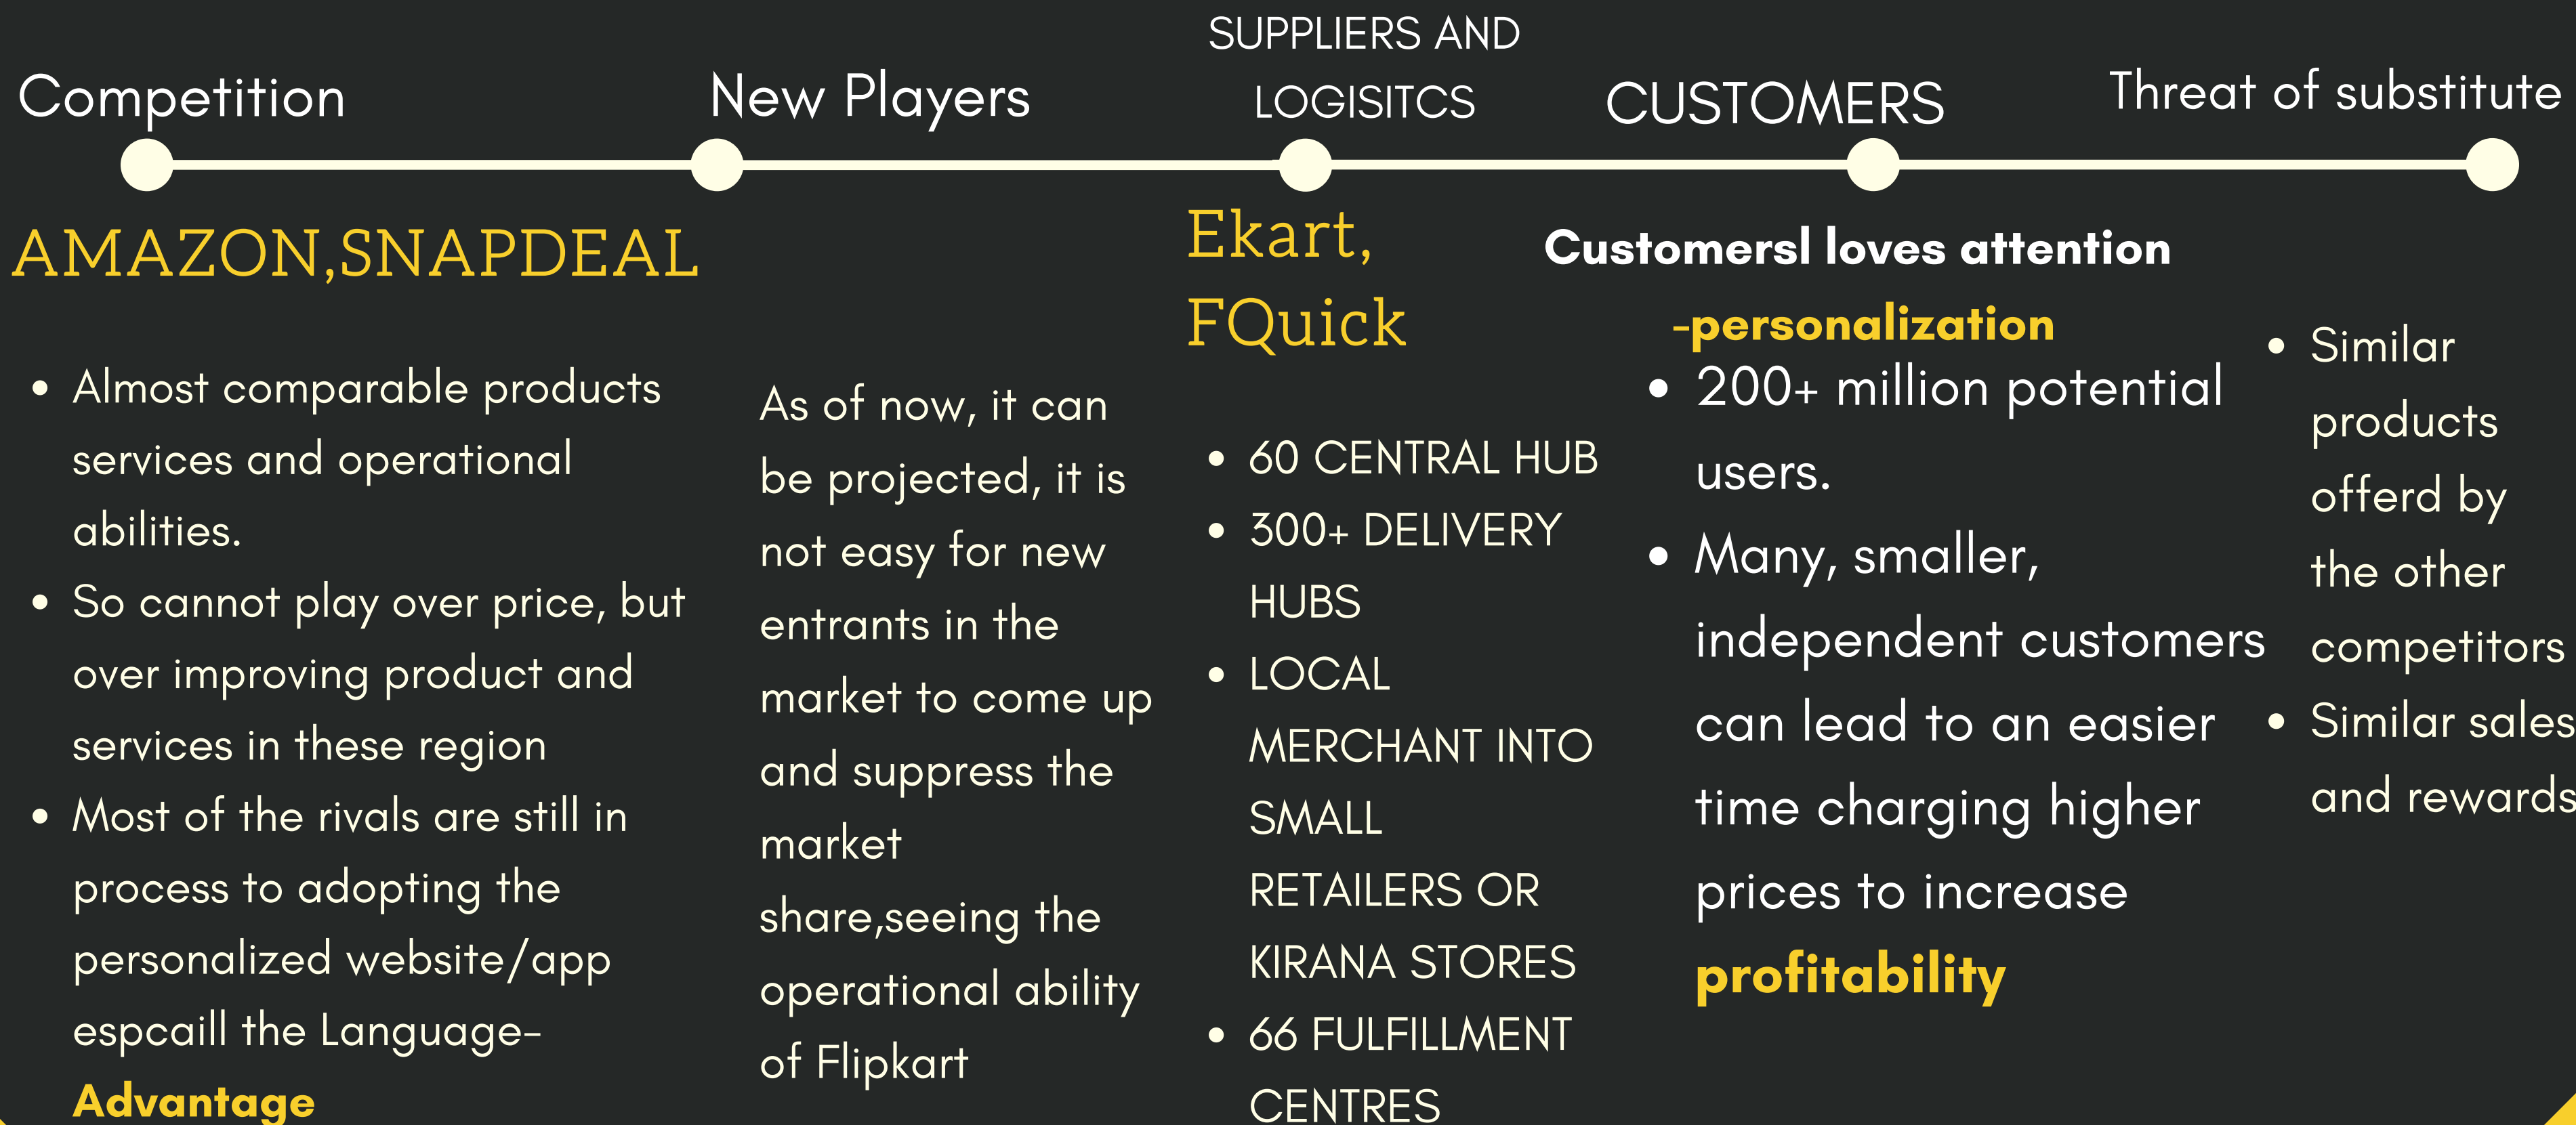 Competition
AMAZON,SNAPDEAL
Almost comparable products
services and operational
abilities.
So cannot play over price, but
over improving product and
services in these region
Most of the rivals are still in
process to adopting the
personalized website/app
espcaill the Language-
Advantage
New Players
As of now, it can
be projected, it is
not easy for new
entrants in the
market to come up
and suppress the
market
share,seeing the
operational ability
of Flipkart
SUPPLIERS AND
LOGISITCS
Ekart,
FQuick
60 CENTRAL HUB
300+ DELIVERY
HUBS
LOCAL
MERCHANT INTO
SMALL
RETAILERS OR
KIRANA STORES
66 FULFILLMENT
CENTRES
CUSTOMERS
Customersl loves attention
-personalization
200+ million potential
users.
Many, smaller,
independent customers
can lead to an easier
time charging higher
prices to increase
profitability
Threat of substitute
Similar
products
offerd by
the other
competitors
Similar sales
and rewards